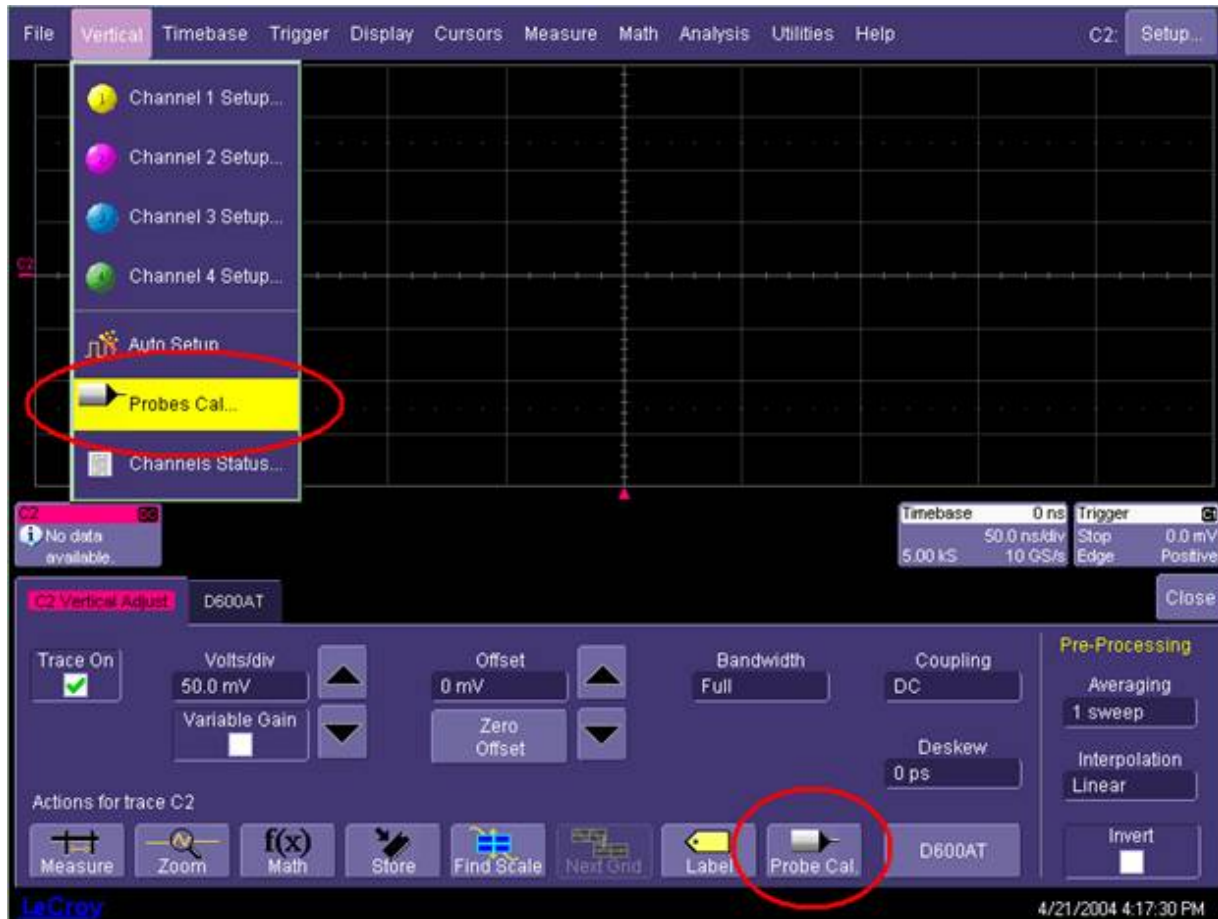 File Vertical Timebase Trigger Display Cursors Measure Math Analysis Utilities Help C2: Setup...
1 Channel 1 Setup...
Channel 2 Setup...
Channel 3 Setup...
Channel 4 Setup...
C2
Auto Setup
Probes Cal...
Channels Status...
C2
No data
available.
Timebase 0 ns
50.0 ns/div
5.00 kS 10 GS/s
Trigger C1
Stop 0.0 mV
Edge Positive
C2 Vertical Adjust D600AT Close
Trace On
Volts/div
50.0 mV
Variable Gain
Offset
0 mV
Zero
Offset
Bandwidth
Full
Coupling
DC
Deskew
0 ps
Pre-Processing
Averaging
1 sweep
Interpolation
Linear
Invert
Actions for trace C2
Measure
Zoom
f(x)
Math
Store
Find Scale
Next Grid
Label
Probe Cal.
D600AT
LeCroy
4/21/2004 4:17:30 PM